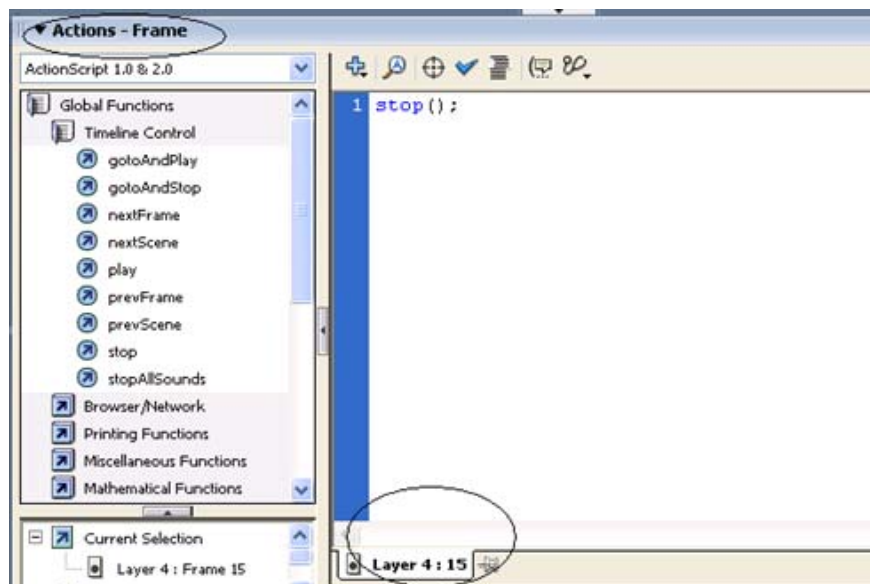 Actions - Frame
ActionScript 1.0 & 2.0
Global Functions
Timeline Control
gotoAndPlay
gotoAndStop
nextFrame
nextScene
play
prevFrame
prevScene
stop
stopAllSounds
Browser/Network
Printing Functions
Miscellaneous Functions
Mathematical Functions
Current Selection
Layer 4 : Frame 15
1 stop();
Layer 4 : 15